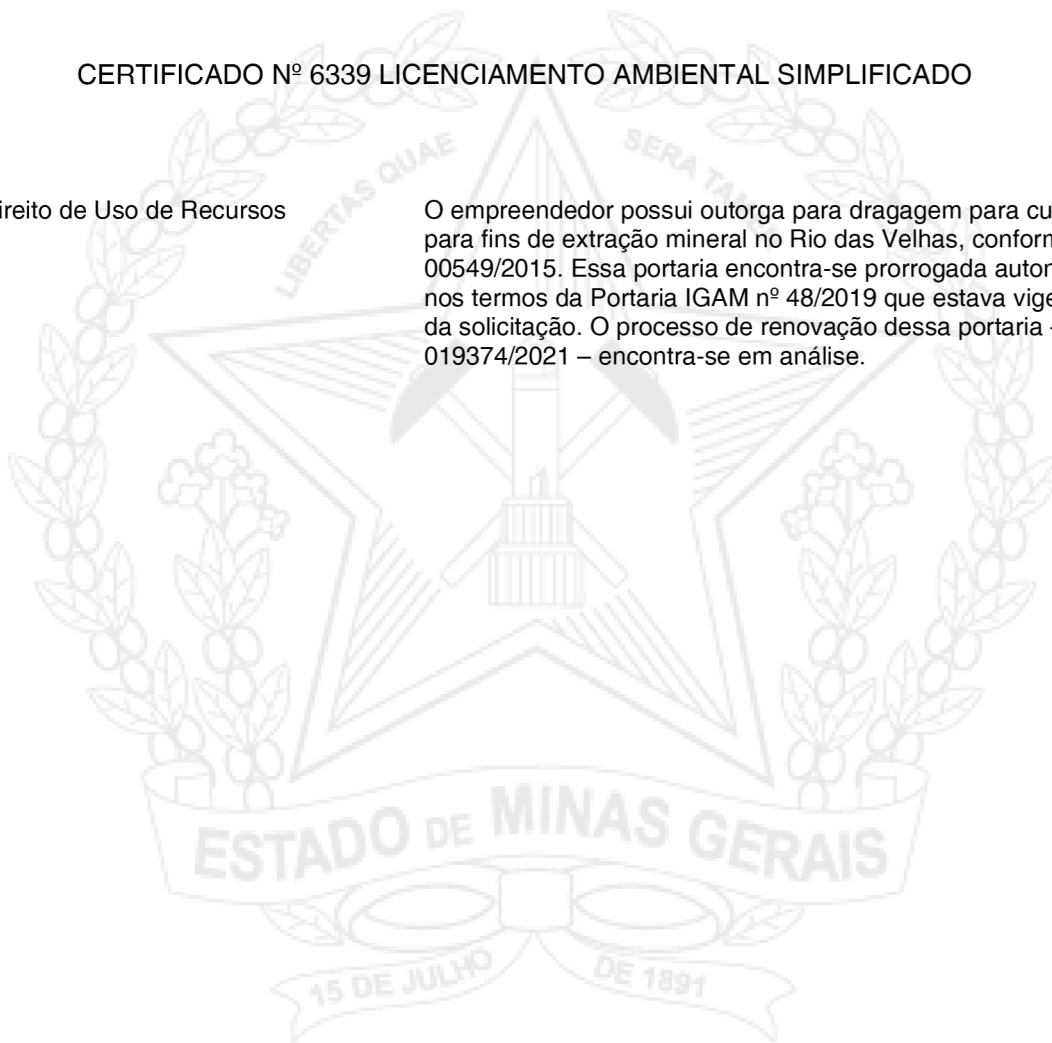 CERTIFICADO Nº 6339 LICENCIAMENTO AMBIENTAL SIMPLIFICADO
ireito de Uso de Recursos
O empreendedor possui outorga para dragagem para cu
para fins de extração mineral no Rio das Velhas, conform
00549/2015. Essa portaria encontra-se prorrogada auton
nos termos da Portaria IGAM nº 48/2019 que estava vige
da solicitação. O processo de renovação dessa portaria -
019374/2021 – encontra-se em análise.
LIBERTAS QUAE SERA TAMEN
ESTADO DE MINAS GERAIS
15 DE JULHO DE 1891